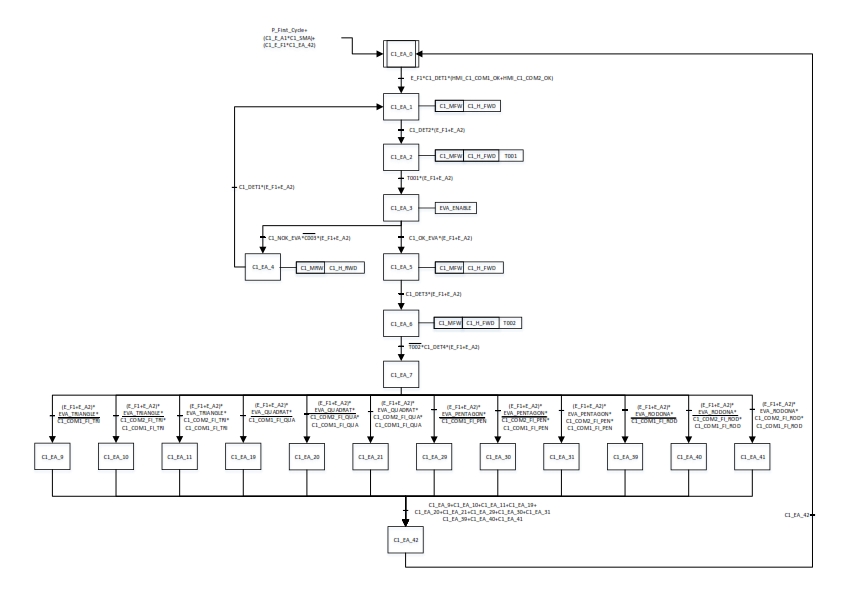 P_First_Cycle+
(C1_E_A1*C1_SMA)+
(C1_E_F1*C1_EA_42)
C1_EA_0
E_F1*C1_DET1*(HMI_C1_COM1_OK+HMI_C1_COM2_OK)
C1_EA_1
C1_MFW C1_H_FWD
C1_DET2*(E_F1+E_A2)
C1_EA_2
C1_MFW C1_H_FWD T001
T001*(E_F1+E_A2)
C1_DET1*(E_F1+E_A2)
C1_EA_3
EVA_ENABLE
C1_NOK_EVA*C003*(E_F1+E_A2)
C1_OK_EVA*(E_F1+E_A2)
C1_EA_4
C1_MRW C1_H_RWD
C1_EA_5
C1_MFW C1_H_FWD
C1_DET3*(E_F1+E_A2)
C1_EA_6
C1_MFW C1_H_FWD T002
T002*C1_DET4*(E_F1+E_A2)
C1_EA_7
(E_F1+E_A2)*
EVA_TRIANGLE*
C1_COM1_FI_TRI
(E_F1+E_A2)*
EVA_TRIANGLE*
C1_COM2_FI_TRI*
C1_COM1_FI_TRI
(E_F1+E_A2)*
EVA_TRIANGLE*
C1_COM2_FI_TRI*
C1_COM1_FI_TRI
(E_F1+E_A2)*
EVA_QUADRAT*
C1_COM1_FI_QUA
(E_F1+E_A2)*
EVA_QUADRAT*
C1_COM2_FI_QUA*
C1_COM1_FI_QUA
(E_F1+E_A2)*
EVA_QUADRAT*
C1_COM2_FI_QUA*
C1_COM1_FI_QUA
(E_F1+E_A2)*
EVA_PENTAGON*
C1_COM1_FI_PEN
(E_F1+E_A2)*
EVA_PENTAGON*
C1_COM2_FI_PEN*
C1_COM1_FI_PEN
(E_F1+E_A2)*
EVA_PENTAGON*
C1_COM2_FI_PEN*
C1_COM1_FI_PEN
(E_F1+E_A2)*
EVA_RODONA*
C1_COM1_FI_ROD
(E_F1+E_A2)*
EVA_RODONA*
C1_COM2_FI_ROD*
C1_COM1_FI_ROD
(E_F1+E_A2)*
EVA_RODONA*
C1_COM2_FI_ROD*
C1_COM1_FI_ROD
C1_EA_9
C1_EA_10
C1_EA_11
C1_EA_19
C1_EA_20
C1_EA_21
C1_EA_29
C1_EA_30
C1_EA_31
C1_EA_39
C1_EA_40
C1_EA_41
C1_EA_9+C1_EA_10+C1_EA_11+C1_EA_19+
C1_EA_20+C1_EA_21+C1_EA_29+C1_EA_30+C1_EA_31
C1_EA_39+C1_EA_40+C1_EA_41
C1_EA_42
C1_EA_42